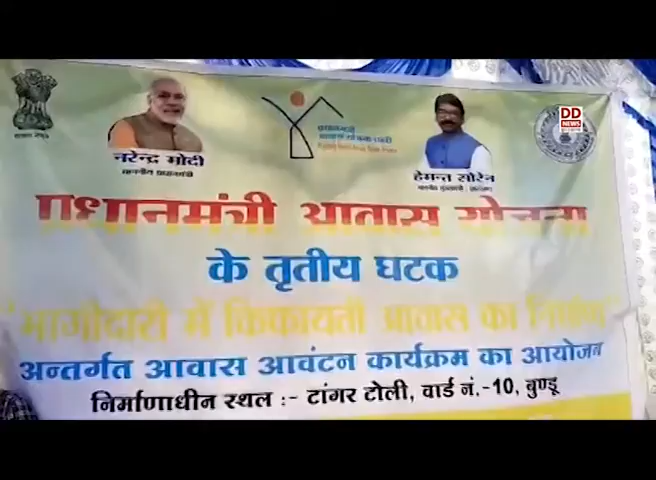 DD
NEWS
नरेन्द्र मोदी
हेमन्त सोरेन
प्रधानमंत्री आवास योजना
के तृतीय घटक
"भागीदारी में किफायती आवास का निर्माण"
अन्तर्गत आवास आवंटन कार्यक्रम का आयोजन
निर्माणाधीन स्थल :- टांगर टोली, वार्ड नं.-10, बुण्डू